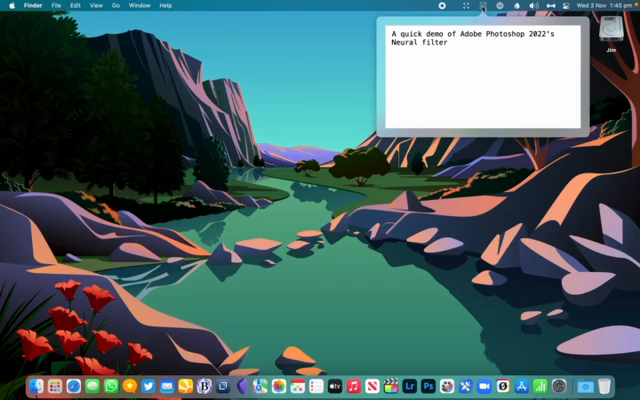 Finder File Edit View Go Window Help
Wed 3 Nov 1:45 pm
A quick demo of Adobe Photoshop 2022's
Neural filter
Jim
tv
Lr Ps